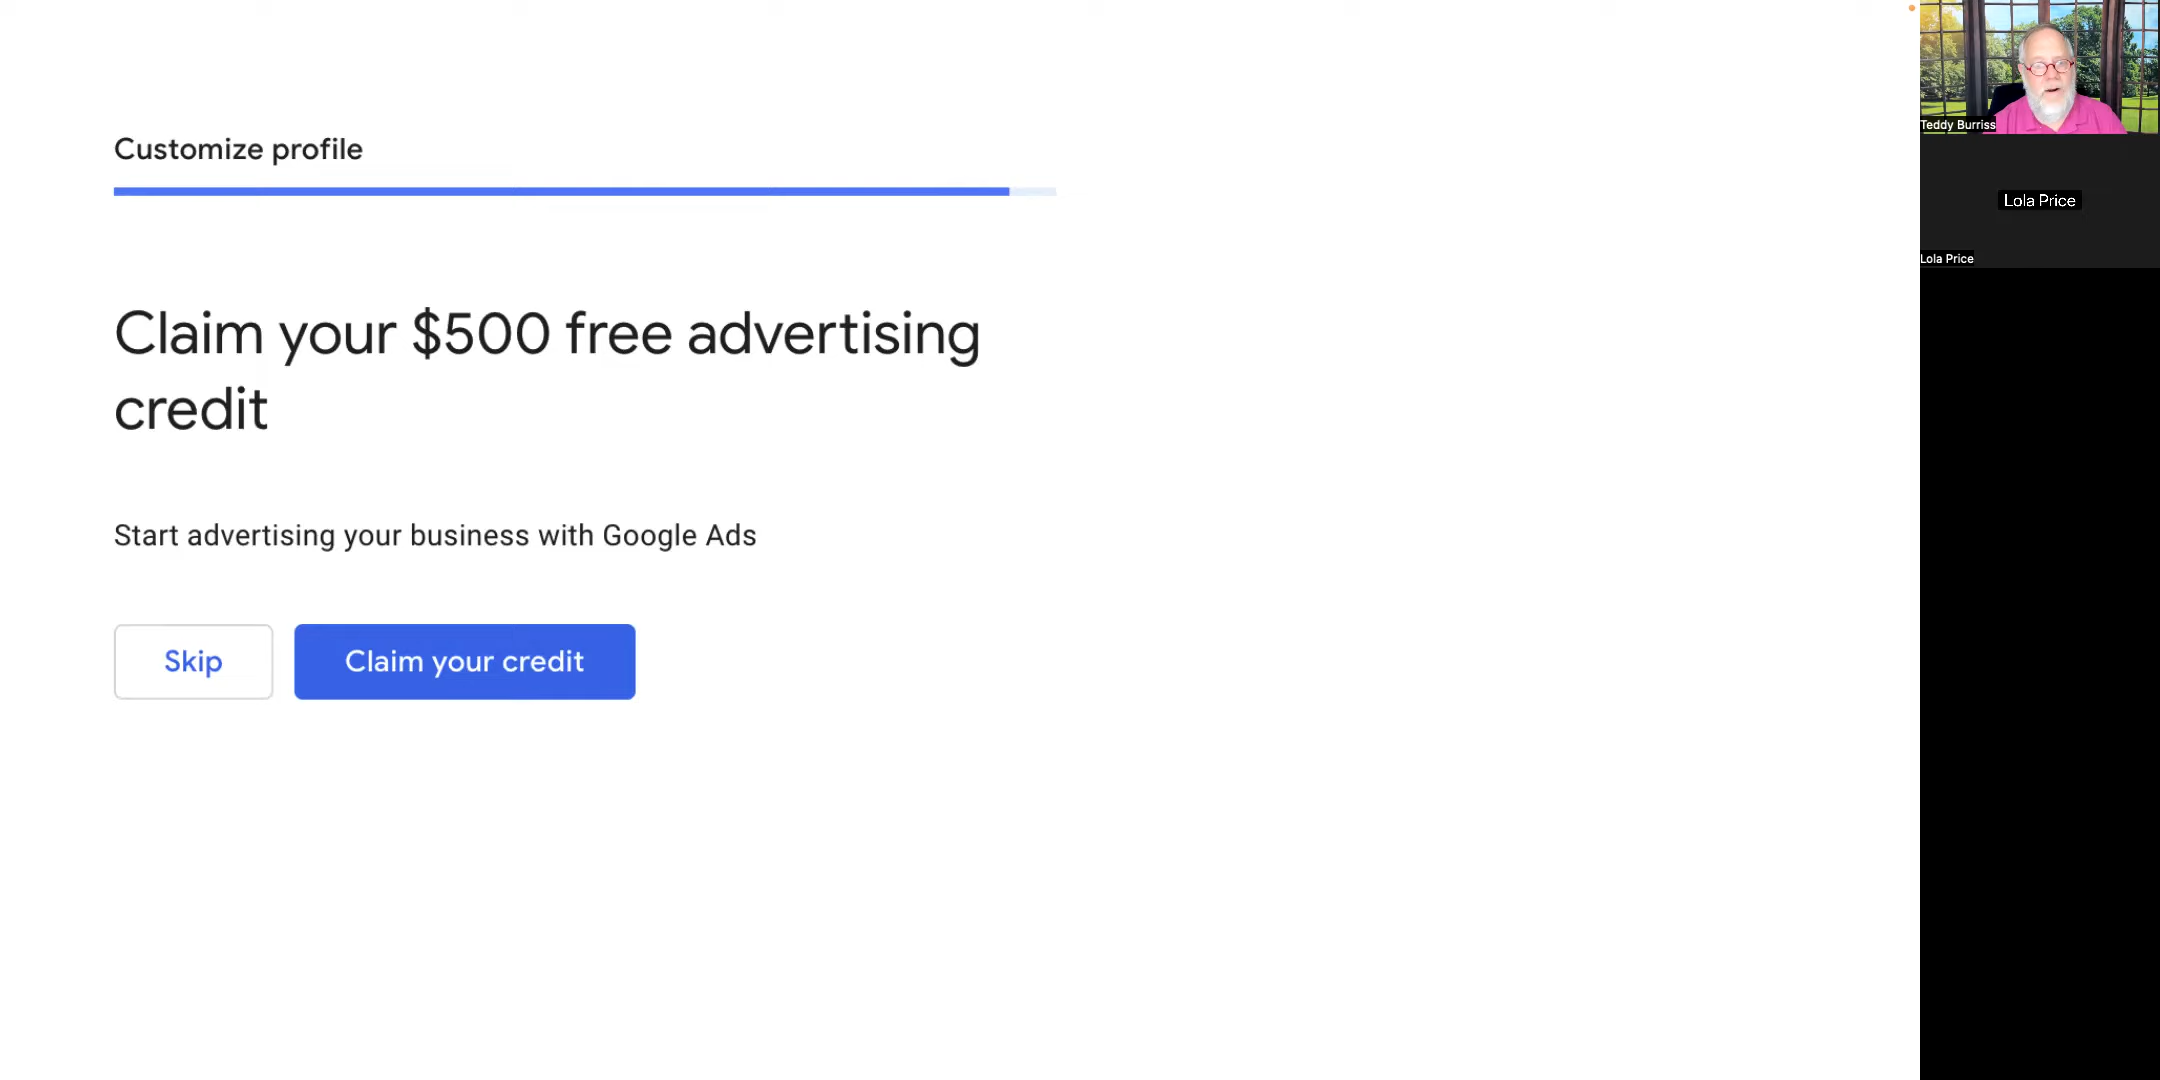 Customize profile
Claim your $500 free advertising
credit
Start advertising your business with Google Ads
Skip
Claim your credit
Teddy Burriss
Lola Price
Lola Price